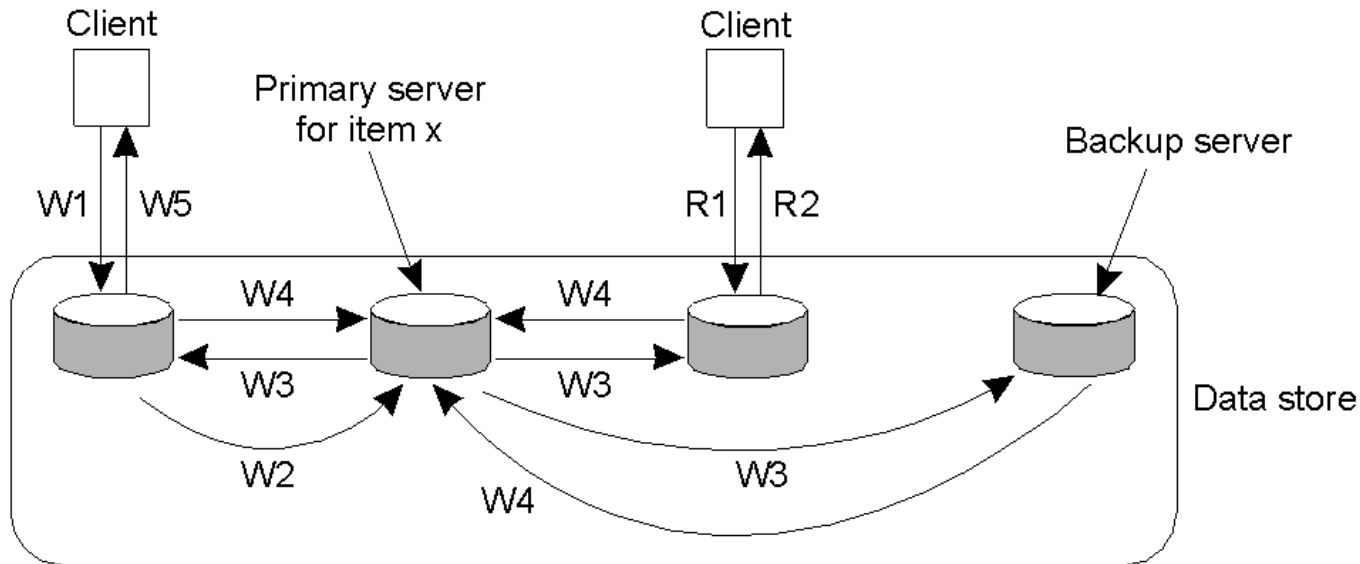 Client
Client
Primary server
for item x
Backup server
W1
W5
R1
R2
W4
W4
W3
W3
Data store
W2
W3
W4